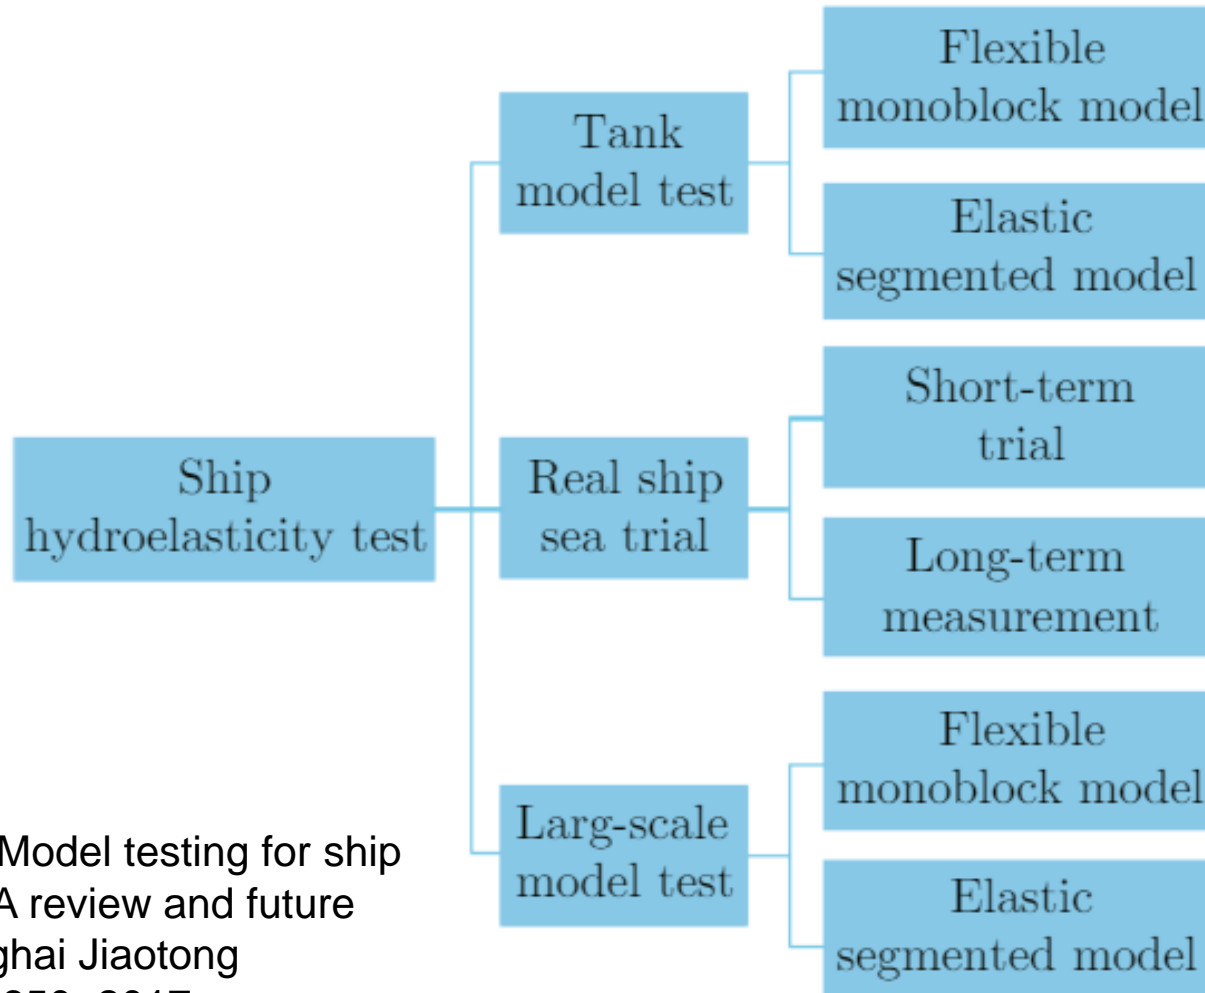 Flexible
monoblock model
Tank
model test
Elastic
segmented model
Short-term
trial
Ship
hydroelasticity test
Real ship
sea trial
Long-term
measurement
Flexible
monoblock model
Larg-scale
model test
Elastic
segmented model
Model testing for ship
A review and future
ghai Jiaotong